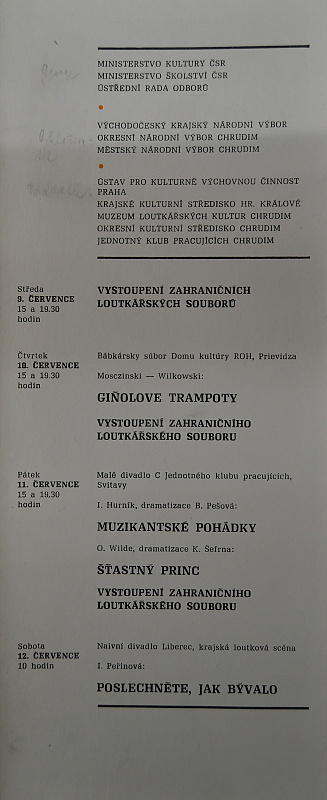 MINISTERSTVO KULTURY ČSR
MINISTERSTVO ŠKOLSTVÍ ČSR
ÚSTŘEDNÍ RADA ODBORŮ
VÝCHODOČESKÝ KRAJSKÝ NÁRODNÍ VÝBOR
OKRESNÍ NÁRODNÍ VÝBOR CHRUDIM
MĚSTSKÝ NÁRODNÍ VÝBOR CHRUDIM
ÚSTAV PRO KULTURNĚ VÝCHOVNOU ČINNOST
PRAHA
KRAJSKÉ KULTURNÍ STŘEDISKO HR. KRÁLOVÉ
MUZEUM LOUTKÁŘSKÝCH KULTUR CHRUDIM
OKRESNÍ KULTURNÍ STŘEDISKO CHRUDIM
JEDNOTNÝ KLUB PRACUJÍCÍCH CHRUDIM
Středa
9. ČERVENCE
15 a 19.30
hodin
VYSTOUPENÍ ZAHRANIČNÍCH
LOUTKÁŘSKÝCH SOUBORŮ
Čtvrtek
10. ČERVENCE
15 a 19.30
hodin
Bábkársky súbor Domu kultúry ROH, Prievidza
Mosczinski — Wilkowski:
GIŇOLOVE TRAMPOTY
VYSTOUPENÍ ZAHRANIČNÍHO
LOUTKÁŘSKÉHO SOUBORU
Pátek
11. ČERVENCE
15 a 19.30
hodin
Malé divadlo C Jednotného klubu pracujících,
Svitavy
I. Hurník, dramatizace B. Pešová:
MUZIKANTSKÉ POHÁDKY
O. Wilde, dramatizace K. Šefrna:
ŠŤASTNÝ PRINC
VYSTOUPENÍ ZAHRANIČNÍHO
LOUTKÁŘSKÉHO SOUBORU
Sobota
12. ČERVENCE
10 hodin
Naivní divadlo Liberec, krajská loutková scéna
I. Peřinová:
POSLECHNĚTE, JAK BÝVALO